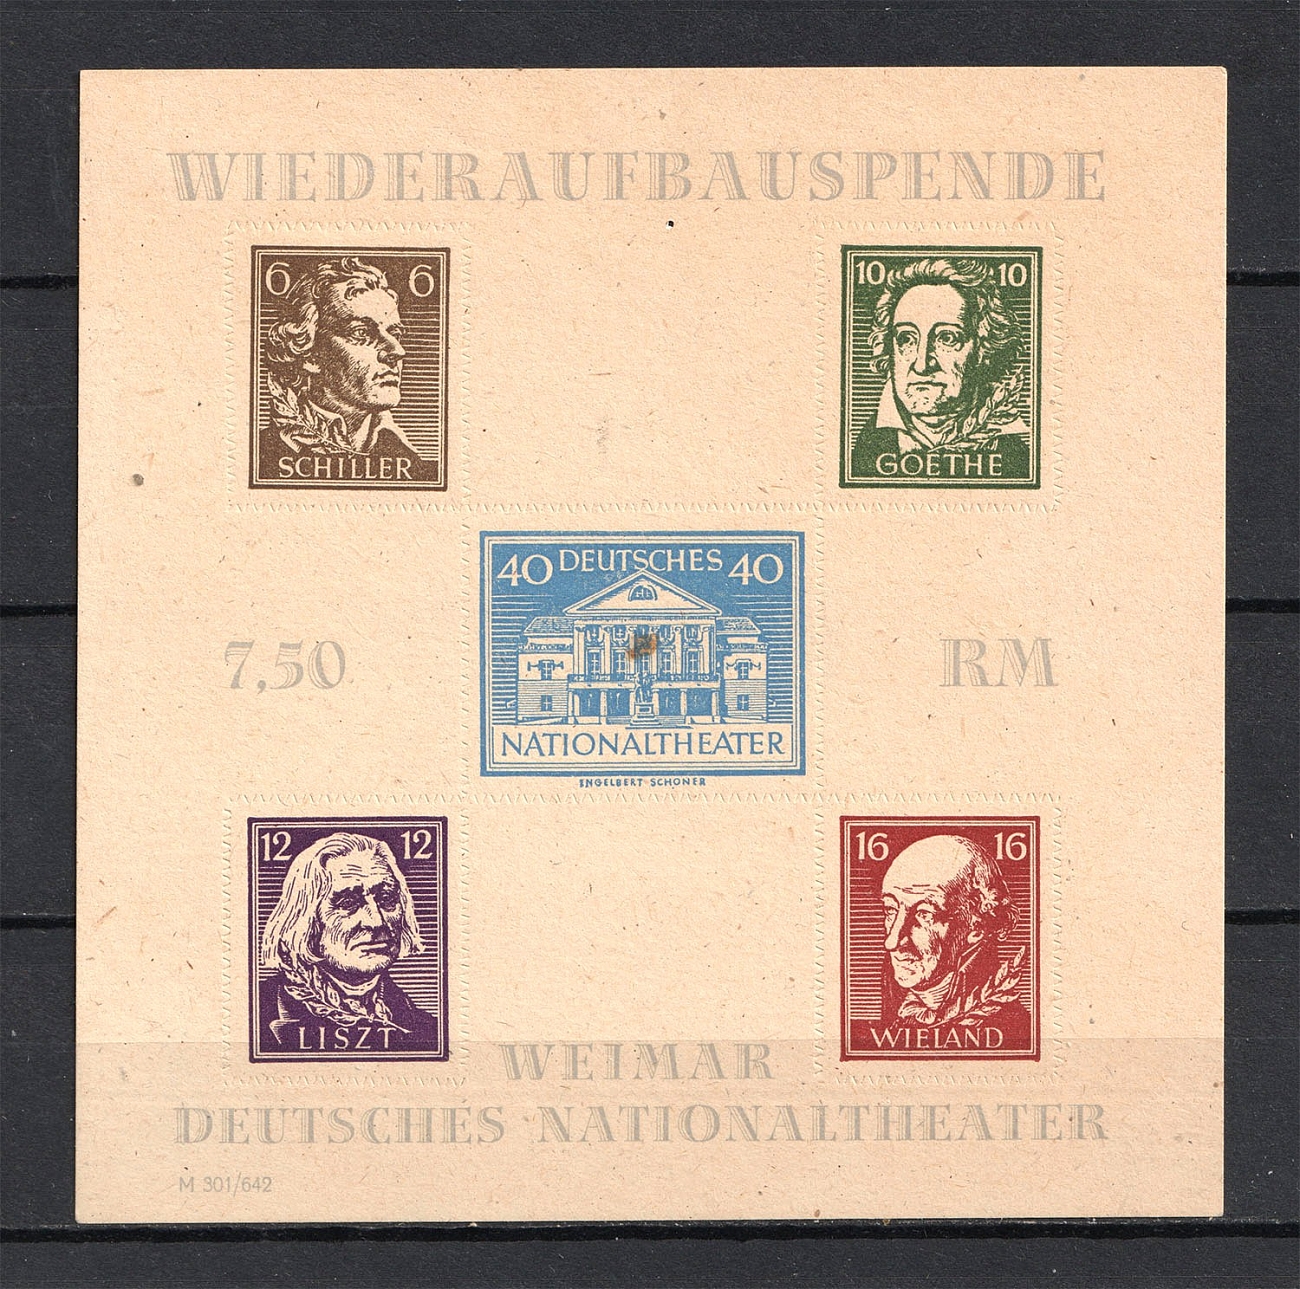 WIEDERAUFBAUSPENDE
6 6
SCHILLER
10 10
GOETHE
40 DEUTSCHES 40
NATIONALTHEATER
ENGELBERT SCHONER
7,50 RM
12 12
LISZT
16 16
WIELAND
WEIMAR
DEUTSCHES NATIONALTHEATER
M 301/642